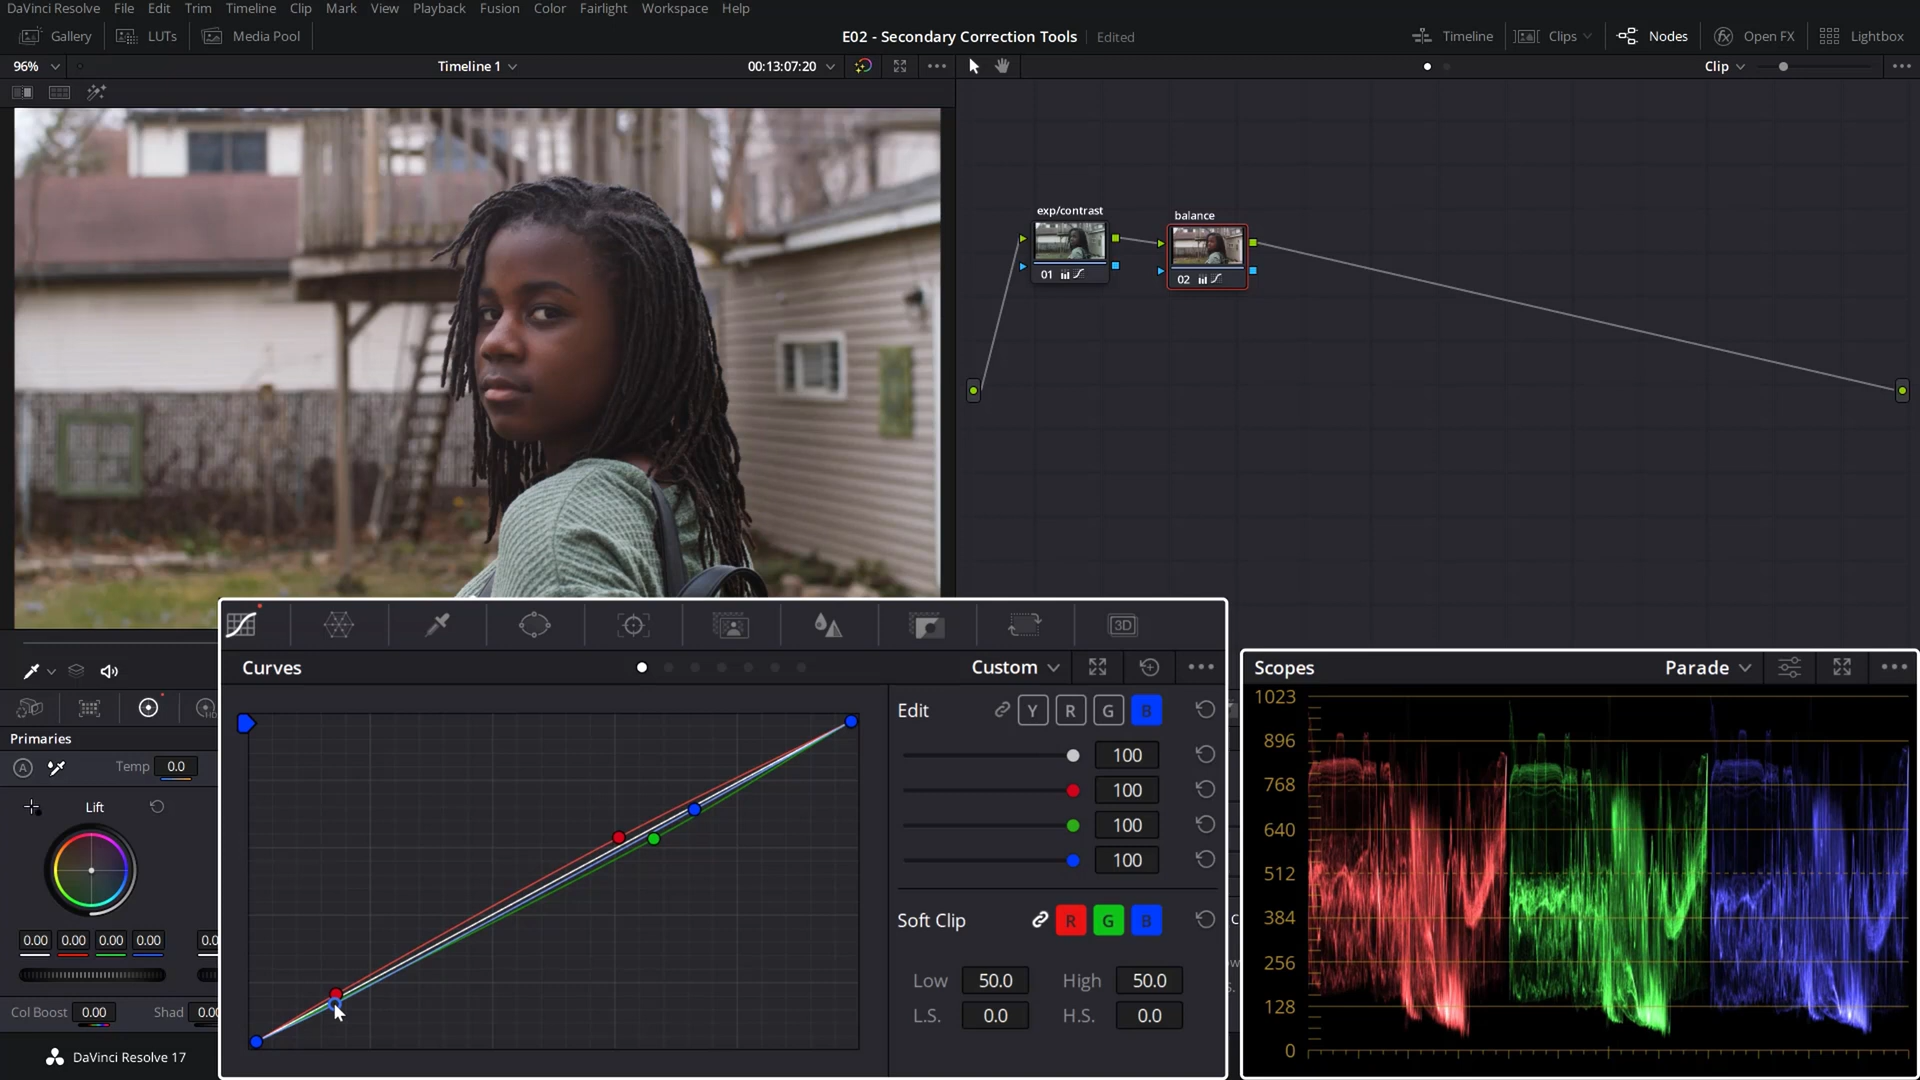 DaVinci Resolve File Edit Trim Timeline Clip Mark View Playback Fusion Color Fairlight Workspace Help
Gallery LUTs Media Pool E02 - Secondary Correction Tools Edited Timeline Clips Nodes Open FX Lightbox
96% Timeline 1 00:13:07:20 Clip
exp/contrast balance
01 02
3D
Curves Custom
Scopes Parade
Edit Y R G B
100
100
100
100
Soft Clip R G B
Low 50.0 High 50.0
L.S. 0.0 H.S. 0.0
1023
896
768
640
512
384
256
128
0
HD
Primaries
A Temp 0.0
Lift
0.00 0.00 0.00 0.00 0.0
Col Boost 0.00 Shad 0.00
DaVinci Resolve 17